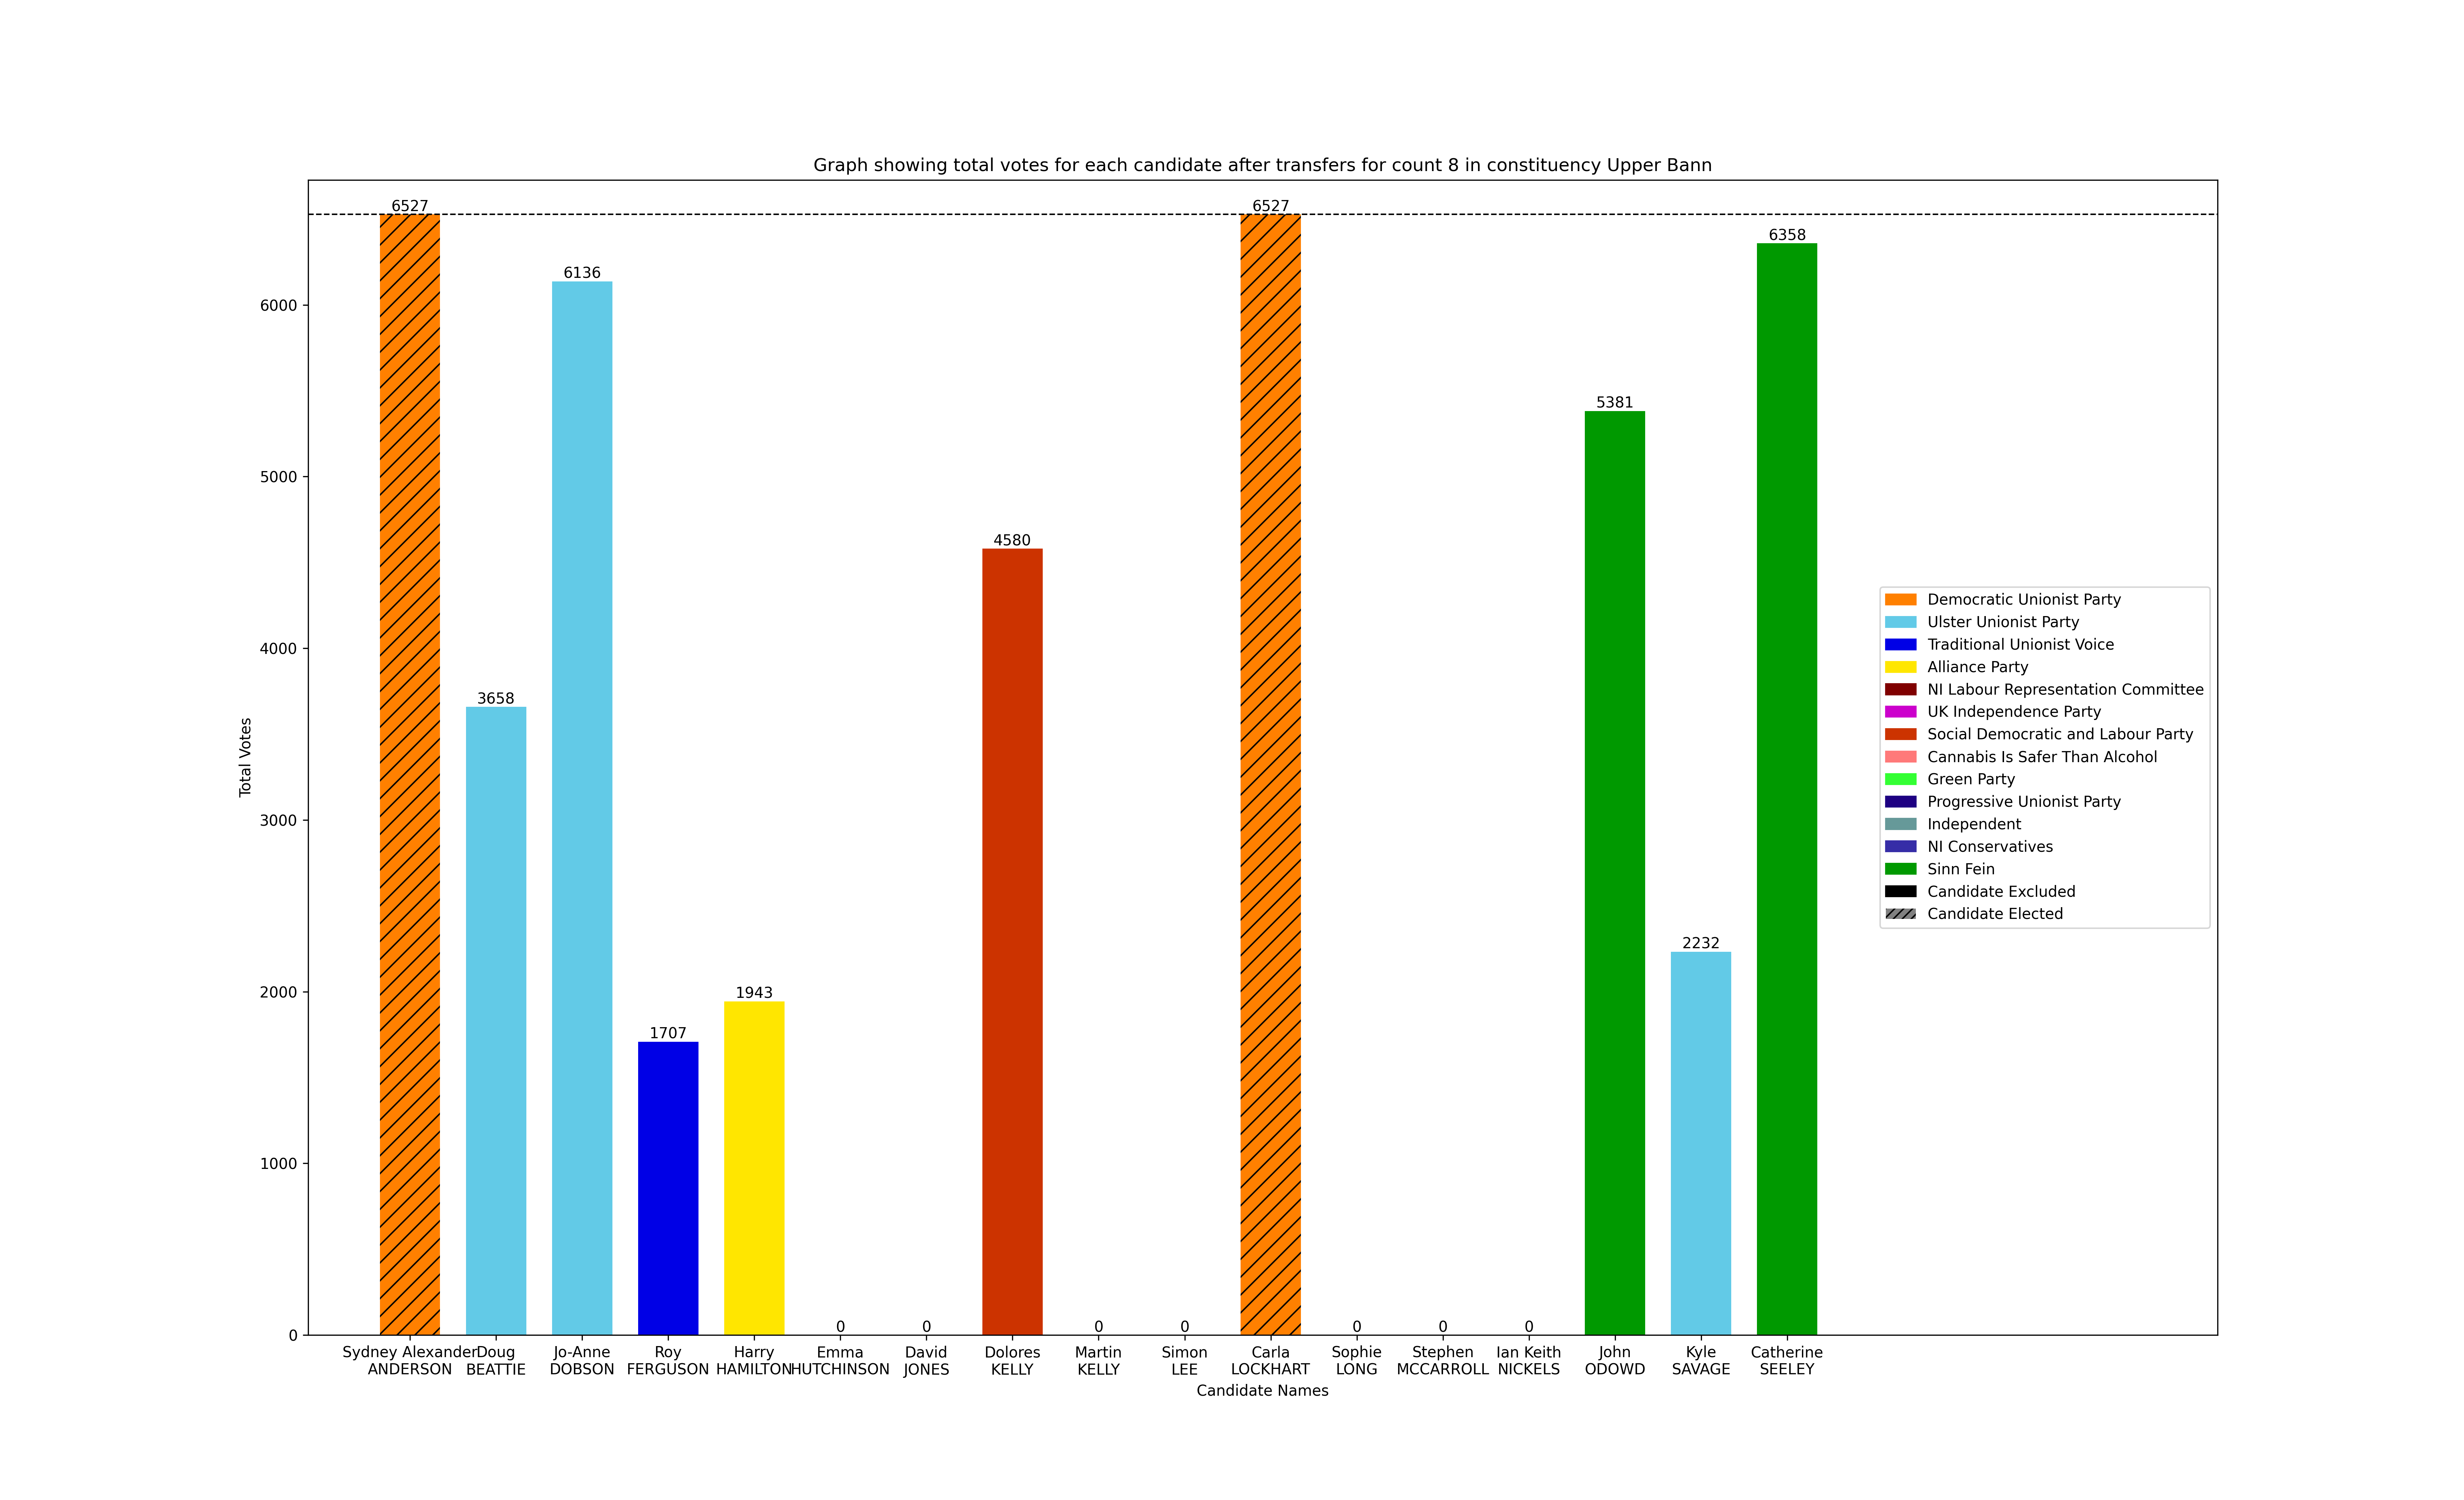 Graph showing total votes for each candidate after transfers for count 8 in constituency Upper Bann
6527
6527
6358
6136
6000
5381
5000
4580
4000
3658
3000
2232
2000
1943
1707
1000
0
0
0
0
0
0
0
0
Total Votes
Democratic Unionist Party
Ulster Unionist Party
Traditional Unionist Voice
Alliance Party
NI Labour Representation Committee
UK Independence Party
Social Democratic and Labour Party
Cannabis Is Safer Than Alcohol
Green Party
Progressive Unionist Party
Independent
NI Conservatives
Sinn Fein
Candidate Excluded
Candidate Elected
Sydney Alexander
ANDERSON
Doug
BEATTIE
Jo-Anne
DOBSON
Roy
FERGUSON
Harry
HAMILTON
Emma
HUTCHINSON
David
JONES
Dolores
KELLY
Martin
KELLY
Simon
LEE
Carla
LOCKHART
Sophie
LONG
Stephen
MCCARROLL
Ian Keith
NICKELS
John
ODOWD
Kyle
SAVAGE
Catherine
SEELEY
Candidate Names